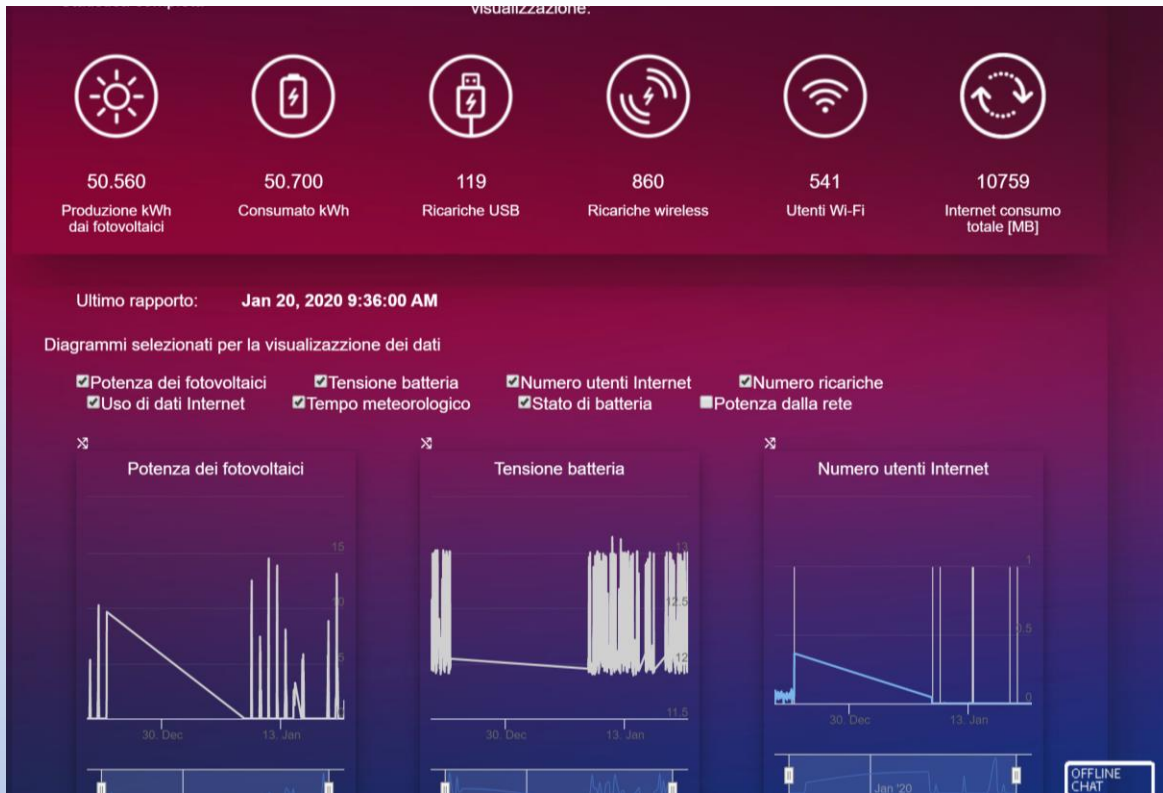 visualizzazione:
50.560
50.700
119
860
541
10759
Produzione kWh
dai fotovoltaici
Consumato kWh
Ricariche USB
Ricariche wireless
Utenti Wi-Fi
Internet consumo
totale [MB]
Ultimo rapporto: Jan 20, 2020 9:36:00 AM
Diagrammi selezionati per la visualizazzione dei dati
Potenza dei fotovoltaici Tensione batteria Numero utenti Internet Numero ricariche
Uso di dati Internet Tempo meteorologico Stato di batteria Potenza dalla rete
Potenza dei fotovoltaici
15
10
5
0
30. Dec 13. Jan
Tensione batteria
13
12.5
12
11.5
30. Dec 13. Jan
Numero utenti Internet
1
0.5
0
30. Dec 13. Jan
Jan '20
OFFLINE
CHAT